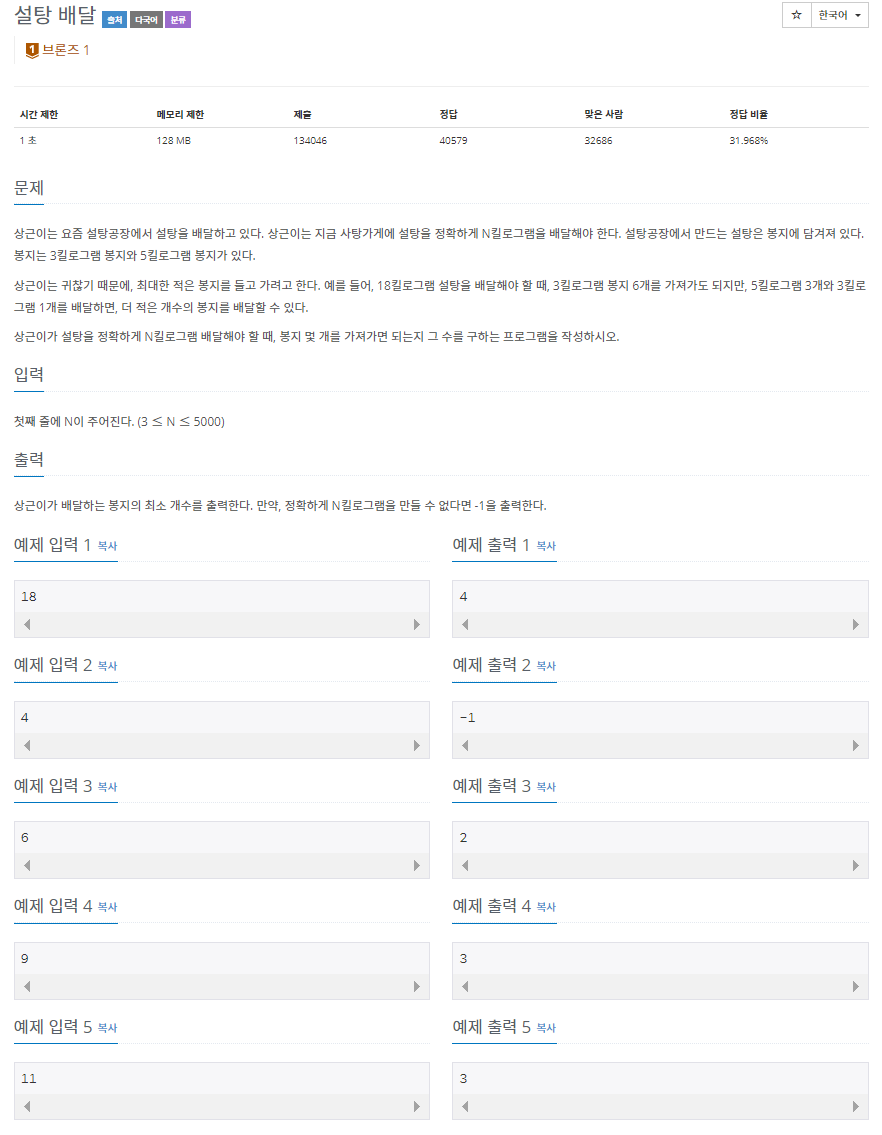 설탕 배달 출처 다국어 분류
☆ 한국어
1 브론즈 1
시간 제한 메모리 제한 제출 정답 맞은 사람 정답 비율
1 초 128 MB 134046 40579 32686 31.968%
문제
상근이는 요즘 설탕공장에서 설탕을 배달하고 있다. 상근이는 지금 사탕가게에 설탕을 정확하게 N킬로그램을 배달해야 한다. 설탕공장에서 만드는 설탕은 봉지에 담겨져 있다.
봉지는 3킬로그램 봉지와 5킬로그램 봉지가 있다.
상근이는 귀찮기 때문에, 최대한 적은 봉지를 들고 가려고 한다. 예를 들어, 18킬로그램 설탕을 배달해야 할 때, 3킬로그램 봉지 6개를 가져가도 되지만, 5킬로그램 3개와 3킬로
그램 1개를 배달하면, 더 적은 개수의 봉지를 배달할 수 있다.
상근이가 설탕을 정확하게 N킬로그램 배달해야 할 때, 봉지 몇 개를 가져가면 되는지 그 수를 구하는 프로그램을 작성하시오.
입력
첫째 줄에 N이 주어진다. (3 ≤ N ≤ 5000)
출력
상근이가 배달하는 봉지의 최소 개수를 출력한다. 만약, 정확하게 N킬로그램을 만들 수 없다면 -1을 출력한다.
예제 입력 1 복사
예제 출력 1 복사
18
4
예제 입력 2 복사
예제 출력 2 복사
4
-1
예제 입력 3 복사
예제 출력 3 복사
6
2
예제 입력 4 복사
예제 출력 4 복사
9
3
예제 입력 5 복사
예제 출력 5 복사
11
3